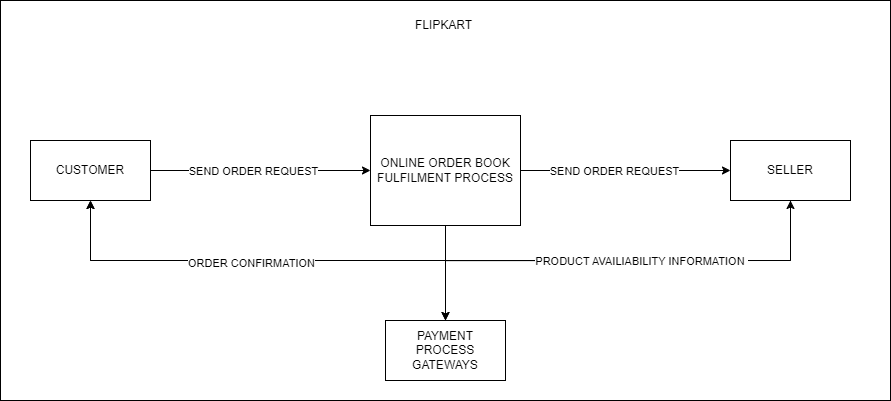 FLIPKART
CUSTOMER
SEND ORDER REQUEST
ONLINE ORDER BOOK
FULFILMENT PROCESS
SEND ORDER REQUEST
SELLER
ORDER CONFIRMATION
PRODUCT AVAILIABILITY INFORMATION
PAYMENT
PROCESS
GATEWAYS